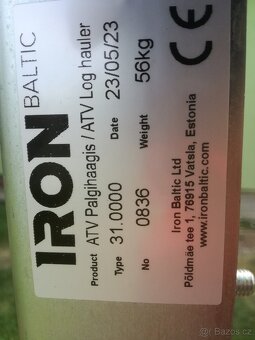 IRON
BALTIC
Product ATV Palgihaagis / ATV Log hauler
Type 31.0000 Date 23/05/23
No 0836 Weight 56kg
CE
Iron Baltic Ltd
Põldmäe tee 1, 76915 Vatsla, Estonia
www.ironbaltic.com
bazos.cz